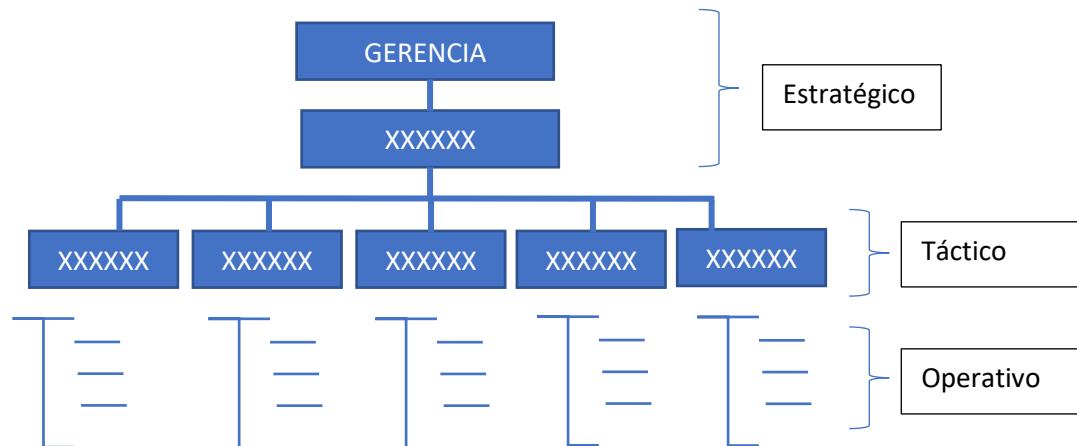 GERENCIA
Estratégico
XXXXXX
XXXXXX
XXXXXX
XXXXXX
XXXXXX
XXXXXX
Táctico
Operativo